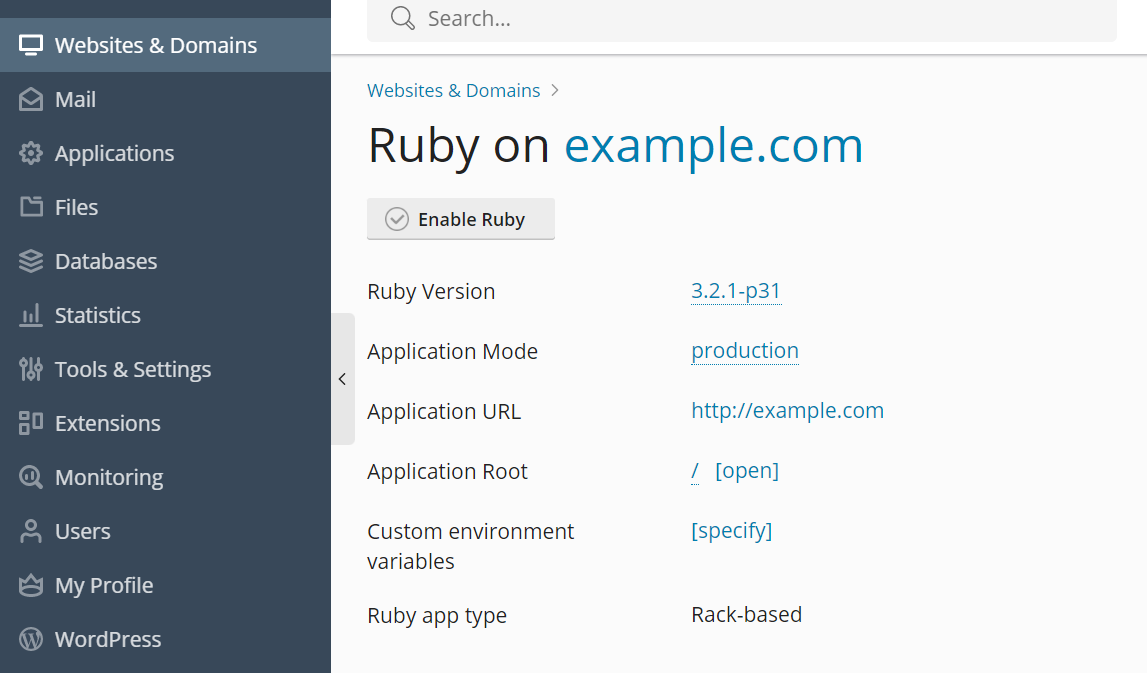 Websites & Domains
Mail
Applications
Files
Databases
Statistics
Tools & Settings
Extensions
Monitoring
Users
My Profile
WordPress
Search...
Websites & Domains
Ruby on example.com
Enable Ruby
Ruby Version 3.2.1-p31
Application Mode production
Application URL http://example.com
Application Root / [open]
Custom environment [specify]
variables
Ruby app type Rack-based